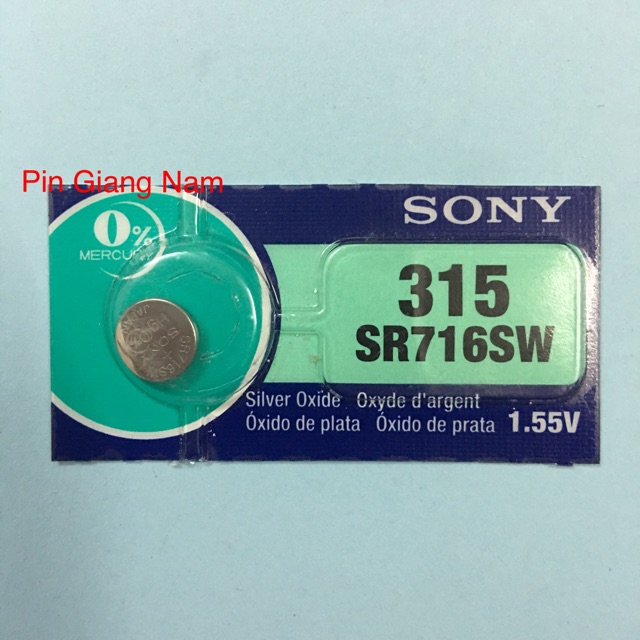 Pin Giang Nam
SONY
0%
MERCURY
315
SR716SW
Silver Oxide Oxyde d'argent
Óxido de plata Óxido de prata 1.55V